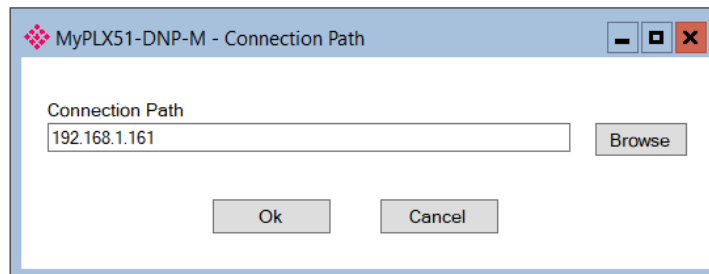 MyPLX51-DNP-M - Connection Path
Connection Path
192.168.1.161
Browse
Ok
Cancel